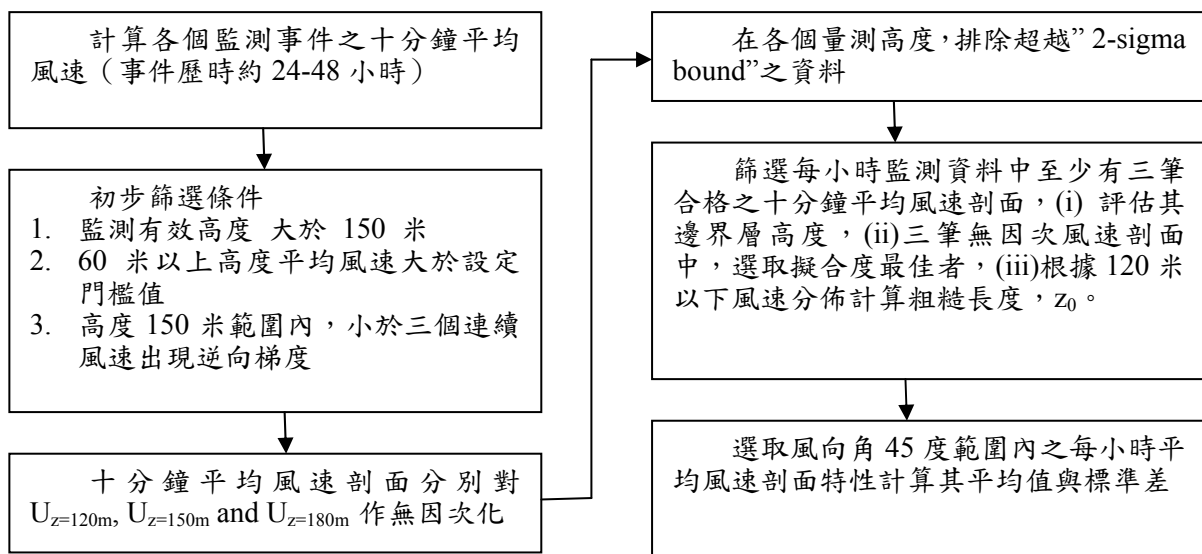 計算各個監測事件之十分鐘平均
風速（事件歷時約 24-48 小時）
初步篩選條件
1. 監測有效高度 大於 150 米
2. 60 米以上高度平均風速大於設定
門檻值
3. 高度 150 米範圍內，小於三個連續
風速出現逆向梯度
十分鐘平均風速剖面分別對
U_{z=120m}, U_{z=150m} and U_{z=180m} 作無因次化
在各個量測高度，排除超越” 2-sigma
bound”之資料
篩選每小時監測資料中至少有三筆
合格之十分鐘平均風速剖面，(i) 評估其
邊界層高度，(ii)三筆無因次風速剖面
中，選取擬合度最佳者，(iii)根據 120 米
以下風速分佈計算粗糙長度，z₀。
選取風向角 45 度範圍內之每小時平
均風速剖面特性計算其平均值與標準差